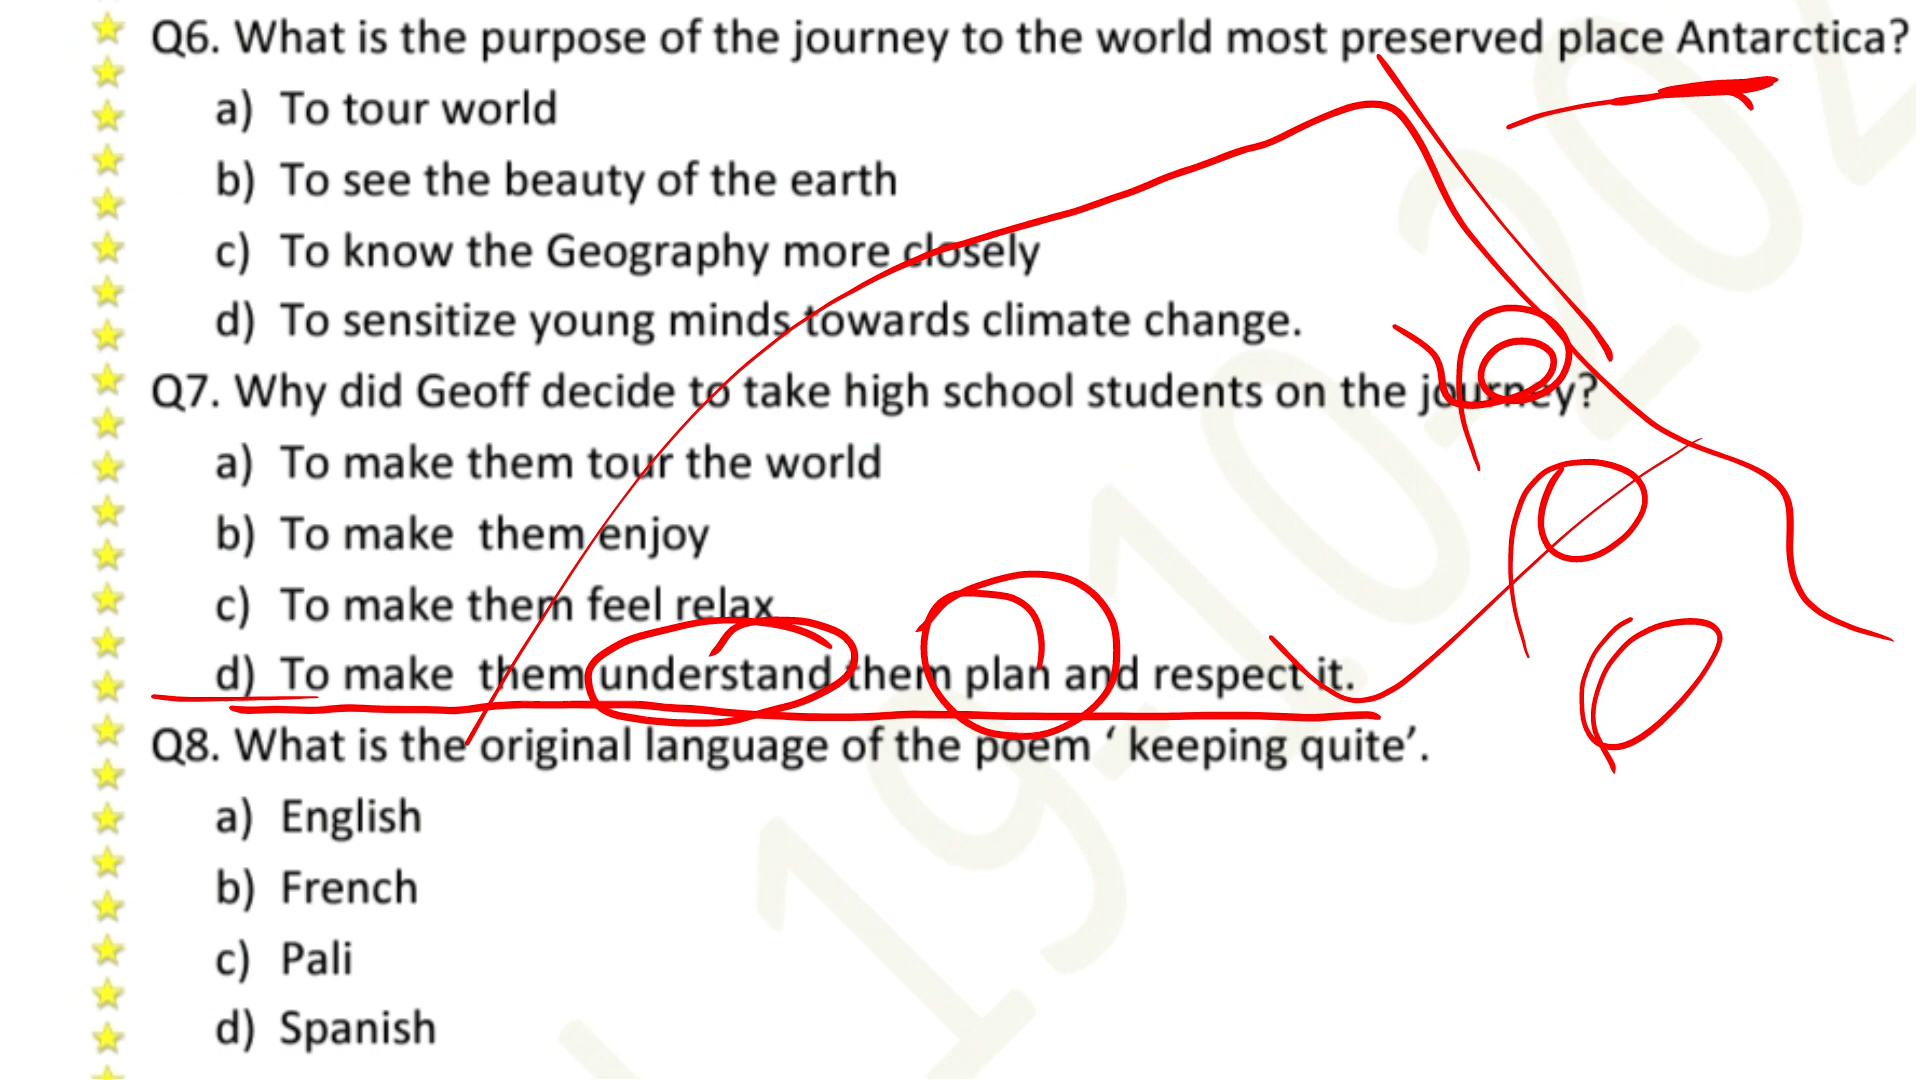 Q6. What is the purpose of the journey to the world most preserved place Antarctica?
a) To tour world
b) To see the beauty of the earth
c) To know the Geography more closely
d) To sensitize young minds towards climate change.
Q7. Why did Geoff decide to take high school students on the journey?
a) To make them tour the world
b) To make them enjoy
c) To make them feel relax
d) To make them understand them plan and respect it.
Q8. What is the original language of the poem ‘ keeping quite’.
a) English
b) French
c) Pali
d) Spanish